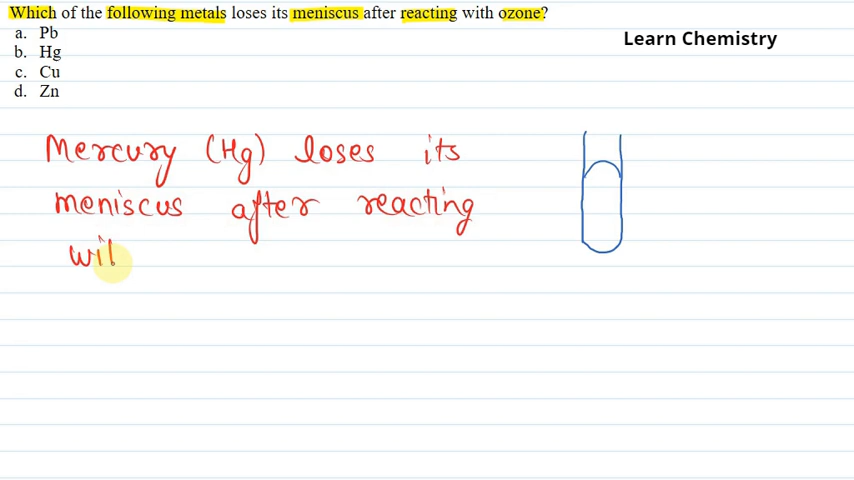 Which of the following metals loses its meniscus after reacting with ozone?
a. Pb
b. Hg
c. Cu
d. Zn
Learn Chemistry
Mercury (Hg) loses its
meniscus after reacting
wil